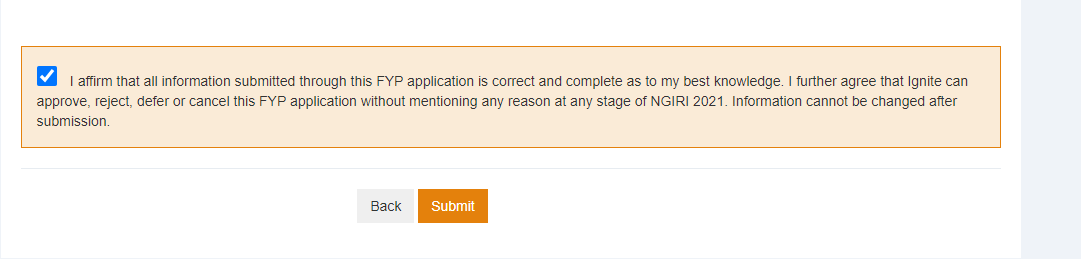 I affirm that all information submitted through this FYP application is correct and complete as to my best knowledge. I further agree that Ignite can
approve, reject, defer or cancel this FYP application without mentioning any reason at any stage of NGIRI 2021. Information cannot be changed after
submission.
Back Submit